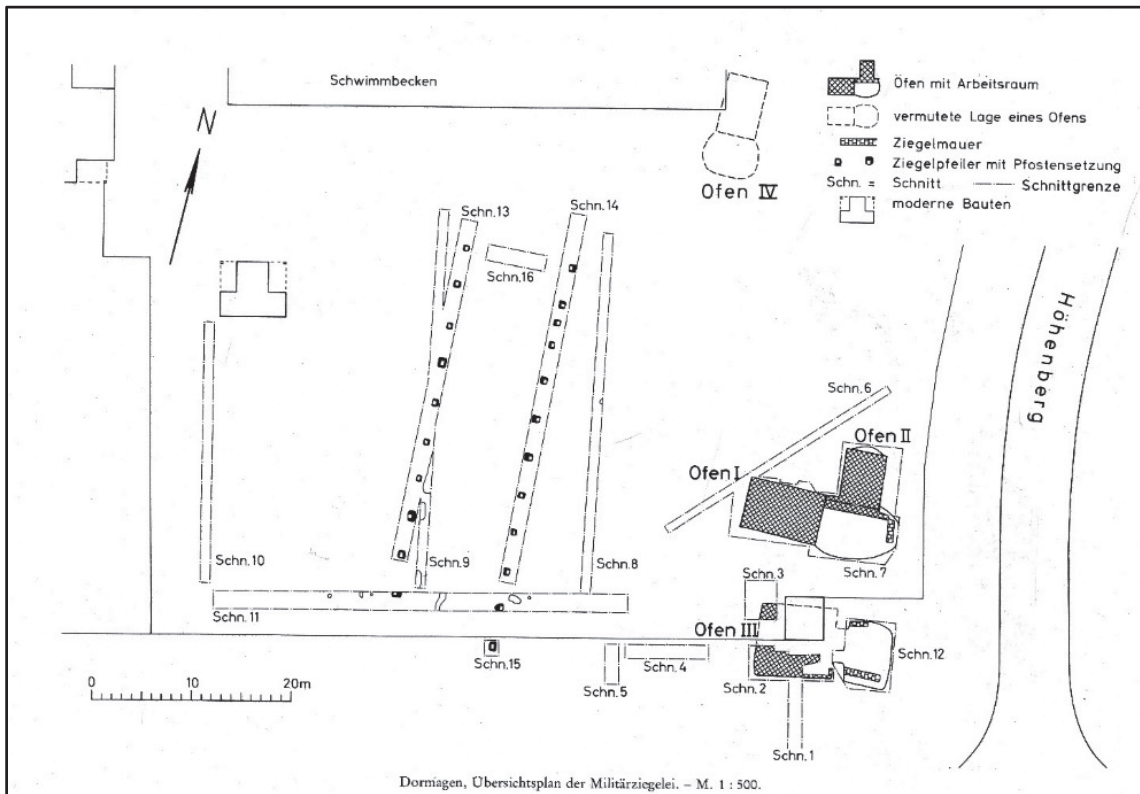 Schwimmbecken
N
Öfen mit Arbeitsraum
vermutete Lage eines Ofens
Ziegelmauer
Ziegelpfeiler mit Pfostensetzung
Schn. = Schnitt Schnittgrenze
moderne Bauten
Ofen IV
Schn.13
Schn.14
Schn.16
Höhenberg
Schn.6
Ofen II
Ofen I
Schn.10
Schn.9
Schn.8
Schn.7
Schn.3
Schn.11
Ofen III
Schn.12
Schn.15
Schn.4
Schn.5
Schn.2
Schn.1
0 10 20m
Dormagen, Übersichtsplan der Militärziegelei. – M. 1 : 500.